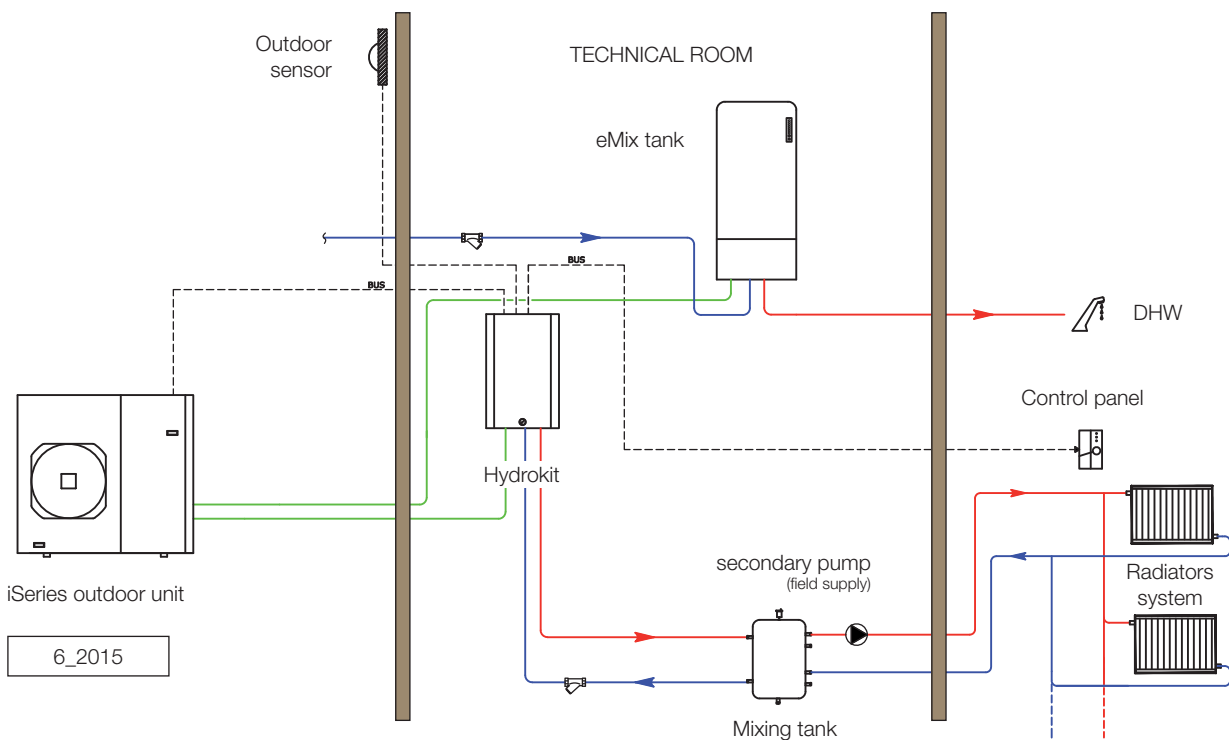 Outdoor
sensor
TECHNICAL ROOM
eMix tank
BUS
BUS
DHW
Control panel
Hydrokit
iSeries outdoor unit
secondary pump
(field supply)
Radiators
system
6_2015
Mixing tank